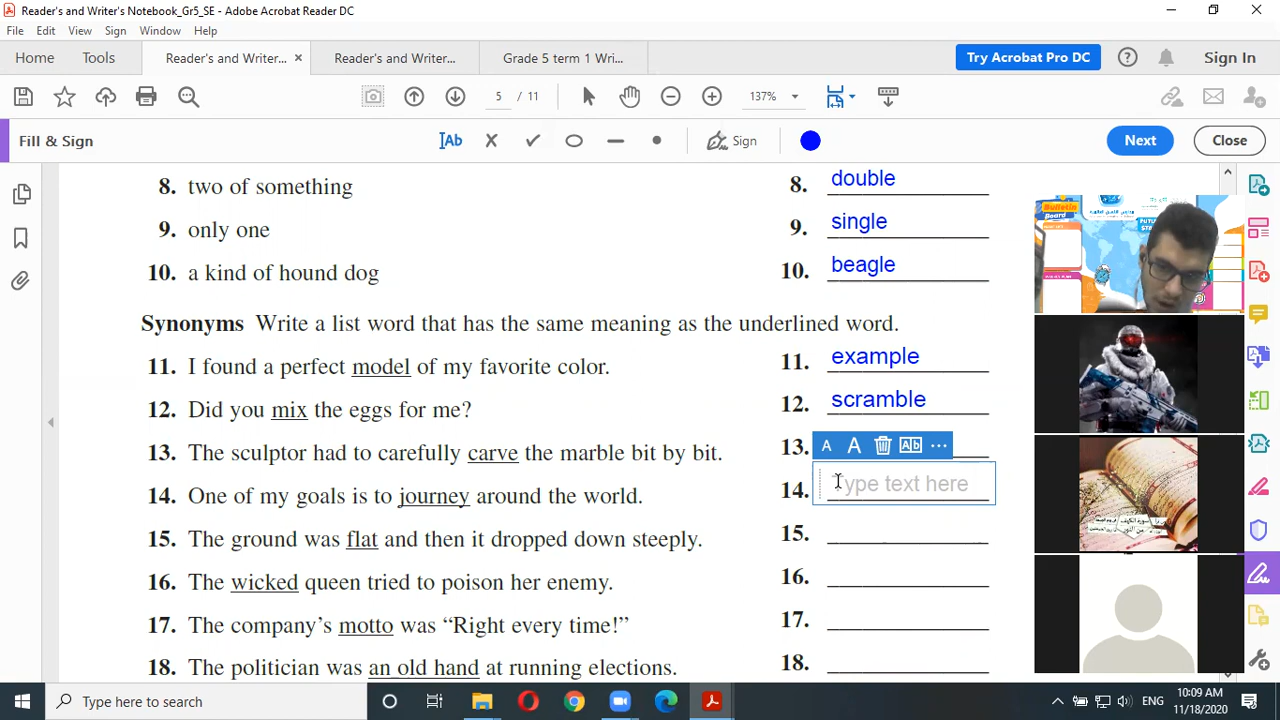 Reader's and Writer's Notebook_Gr5_SE - Adobe Acrobat Reader DC
File Edit View Sign Window Help
Home Tools Reader's and Writer... × Reader's and Writer... Grade 5 term 1 Wri... Try Acrobat Pro DC Sign In
5 / 11 137%
Fill & Sign Ab Sign Next Close
8. two of something 8. double
9. only one 9. single
10. a kind of hound dog 10. beagle
Synonyms Write a list word that has the same meaning as the underlined word.
11. I found a perfect model of my favorite color. 11. example
12. Did you mix the eggs for me? 12. scramble
13. The sculptor had to carefully carve the marble bit by bit. 13.
A A Ab
14. One of my goals is to journey around the world. 14. Type text here
15. The ground was flat and then it dropped down steeply. 15.
16. The wicked queen tried to poison her enemy. 16.
17. The company's motto was “Right every time!” 17.
18. The politician was an old hand at running elections. 18.
Bulletin
Board
Type here to search
ENG
10:09 AM
11/18/2020